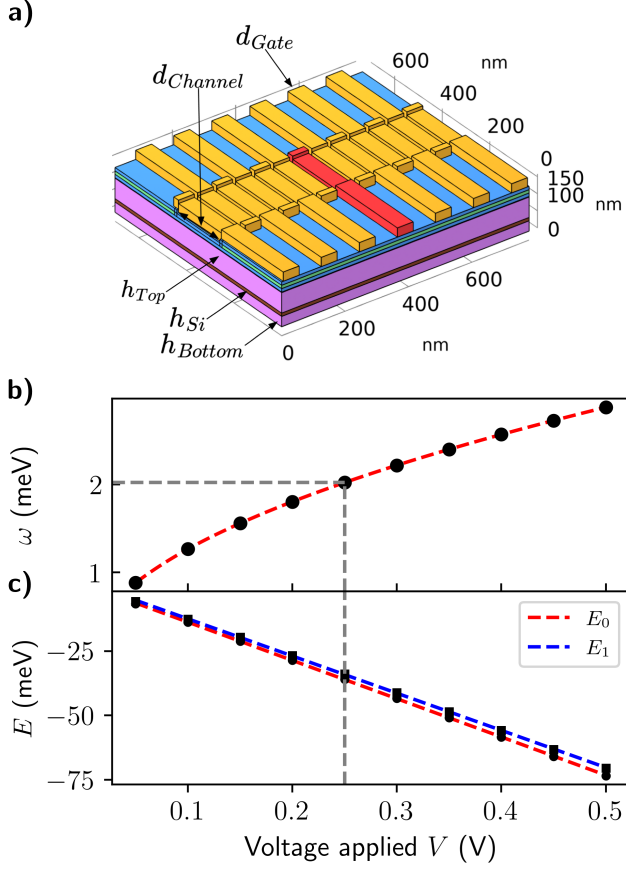 a)
d_Gate
d_Channel
600
nm
400
200
0
150
100
nm
0
h_Top
h_Si
h_Bottom
600
400
200
nm
0
b)
ω (meV)
2
1
c)
E (meV)
−25
−50
−75
E_0
E_1
0.1 0.2 0.3 0.4 0.5
Voltage applied V (V)